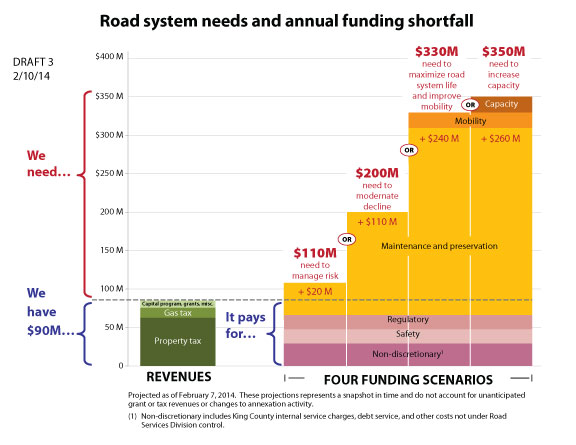 Road system needs and annual funding shortfall
DRAFT 3
2/10/14
$400 M
$350 M
$300 M
$250 M
$200 M
150 M
100 M
50 M
0
We
need…
We
have
$90M…
It pays
for…
Capital program, grants, misc.
Gas tax
Property tax
$110M
need to
manage risk
+ $20 M
OR
$200M
need to
modernate
decline
+ $110 M
OR
$330M
need to
maximize road
system life
and improve
mobility
+ $240 M
OR
$350M
need to
increase
capacity
+ $260 M
Capacity
Mobility
Maintenance and preservation
Regulatory
Safety
Non-discretionary¹
REVENUES
FOUR FUNDING SCENARIOS
Projected as of February 7, 2014. These projections represents a snapshot in time and do not account for unanticipated
grant or tax revenues or changes to annexation activity.
(1) Non-discretionary includes King County internal service charges, debt service, and other costs not under Road
Services Division control.